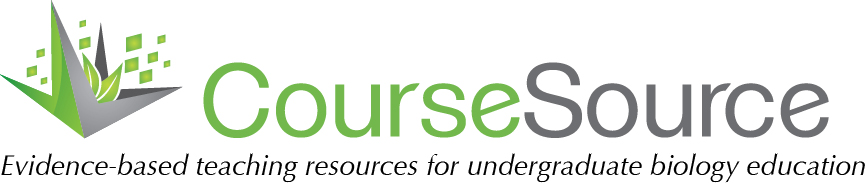 CourseSource
Evidence-based teaching resources for undergraduate biology education